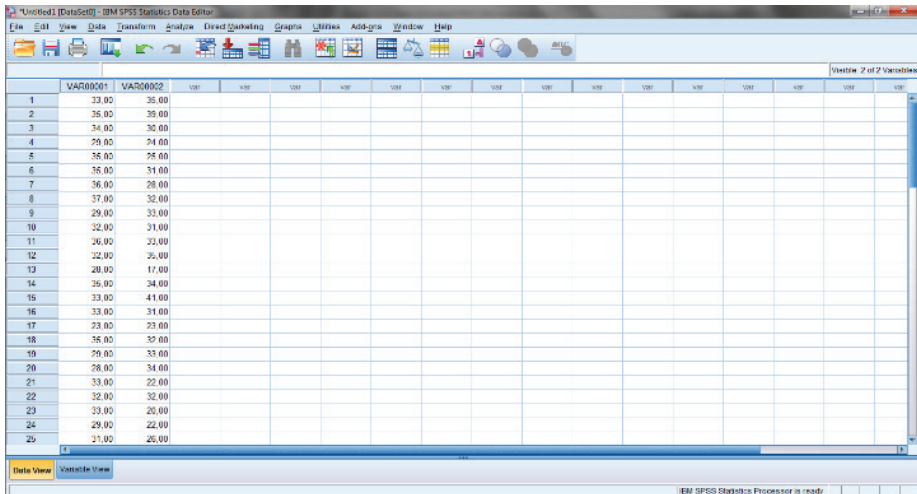 *Untitled1 [DataSet0] - IBM SPSS Statistics Data Editor
File Edit View Data Transform Analyze Direct Marketing Graphs Utilities Add-ons Window Help
Visible: 2 of 2 Variables
VAR00001 VAR00002 var var var var var var var var var var var var var
1 33,00 35,00
2 35,00 39,00
3 34,00 30,00
4 29,00 24,00
5 35,00 25,00
6 35,00 31,00
7 36,00 28,00
8 37,00 32,00
9 29,00 33,00
10 32,00 31,00
11 36,00 33,00
12 32,00 35,00
13 28,00 17,00
14 35,00 34,00
15 33,00 41,00
16 33,00 31,00
17 23,00 23,00
18 35,00 32,00
19 29,00 33,00
20 28,00 34,00
21 33,00 22,00
22 32,00 32,00
23 33,00 20,00
24 29,00 22,00
25 31,00 26,00
Data View Variable View
IBM SPSS Statistics Processor is ready